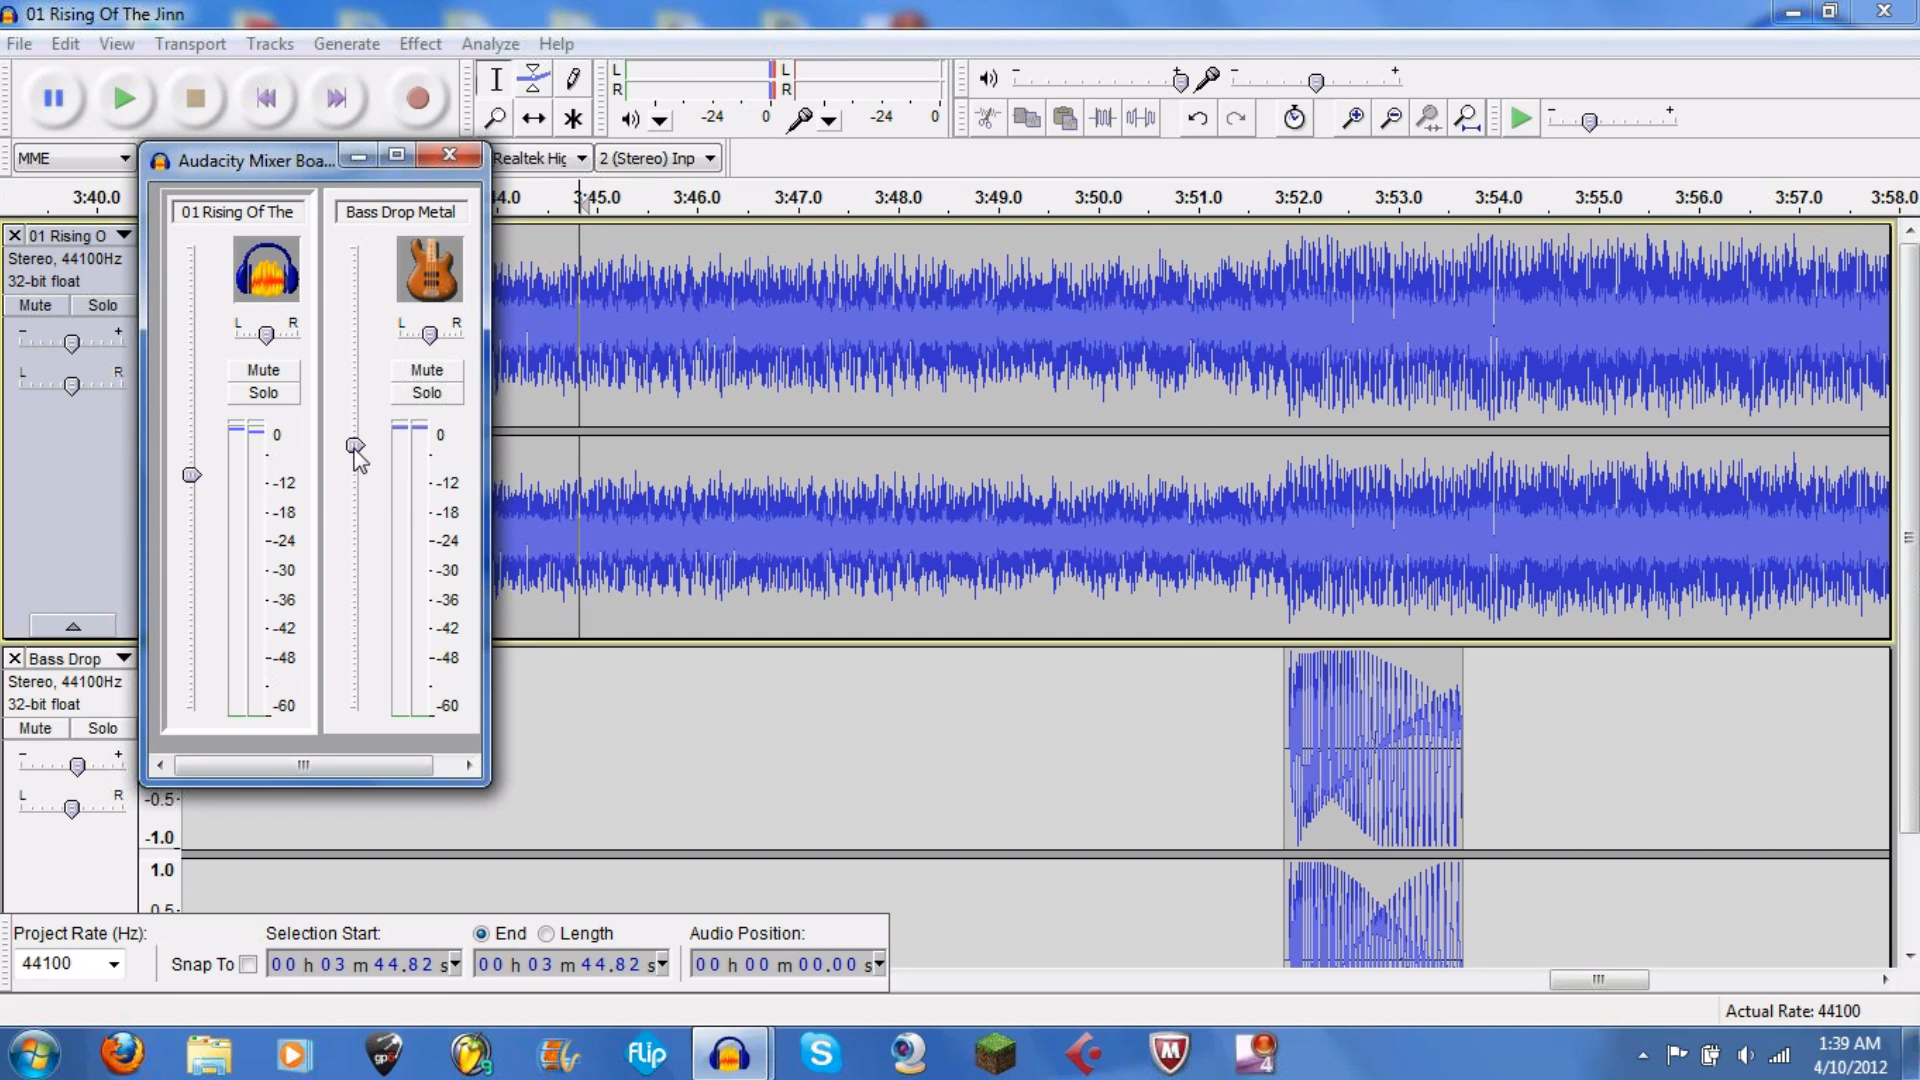 01 Rising Of The Jinn
File Edit View Transport Tracks Generate Effect Analyze Help
L
R
L
R
-24 0
-24 0
- +
- +
- +
MME
Realtek Hig
2 (Stereo) Inp
3:40.0
44.0 3:45.0 3:46.0 3:47.0 3:48.0 3:49.0 3:50.0 3:51.0 3:52.0 3:53.0 3:54.0 3:55.0 3:56.0 3:57.0 3:58.0
Audacity Mixer Boa...
01 Rising Of The
L R
Mute
Solo
0
-12
-18
-24
-30
-36
-42
-48
-60
Bass Drop Metal
L R
Mute
Solo
0
-12
-18
-24
-30
-36
-42
-48
-60
01 Rising O
Stereo, 44100Hz
32-bit float
Mute Solo
- +
L R
Bass Drop
Stereo, 44100Hz
32-bit float
Mute Solo
- +
L R
-0.5
-1.0
1.0
0.5
Project Rate (Hz):
44100
Snap To
Selection Start:
00 h 03 m 44.82 s
End Length
00 h 03 m 44.82 s
Audio Position:
00 h 00 m 00.00 s
Actual Rate: 44100
gp6
flip
S
M
4
1:39 AM
4/10/2012